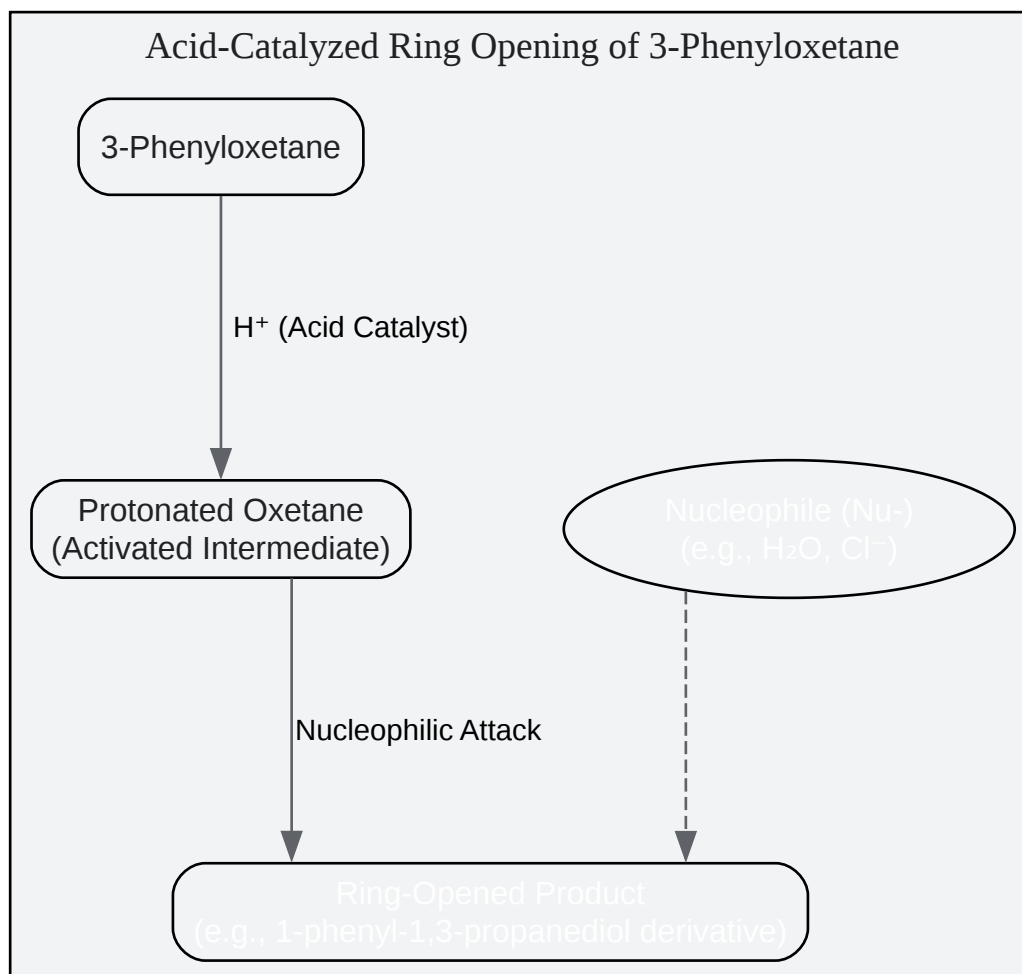 Acid-Catalyzed Ring Opening of 3-Phenyloxetane
3-Phenyloxetane
H⁺ (Acid Catalyst)
Protonated Oxetane
(Activated Intermediate)
Nucleophile (Nu-)
(e.g., H₂O, Cl⁻)
Nucleophilic Attack
Ring-Opened Product
(e.g., 1-phenyl-1,3-propanediol derivative)